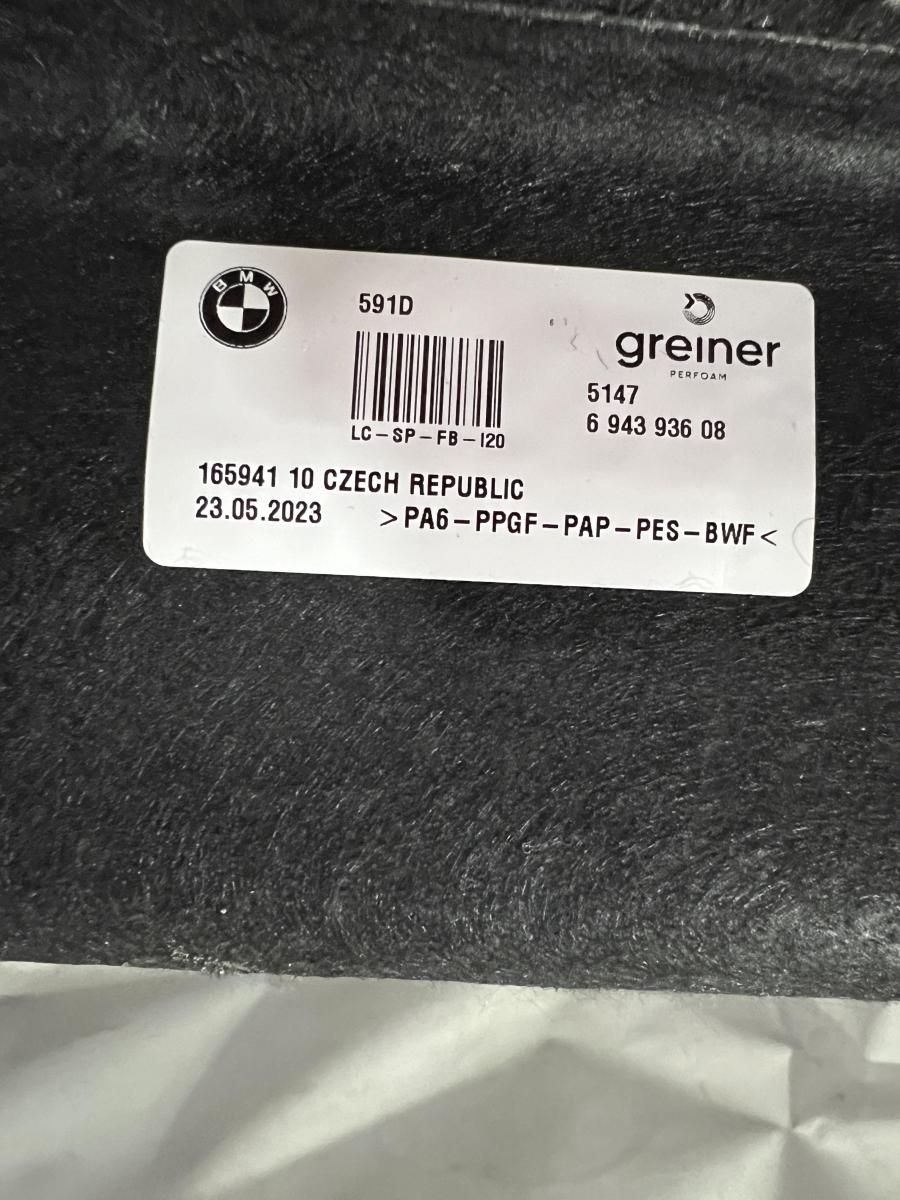 BMW
591D
LC-SP-FB-I20
greiner
PERFOAM
5147
6 943 936 08
165941 10 CZECH REPUBLIC
23.05.2023 >PA6-PPGF-PAP-PES-BWF<